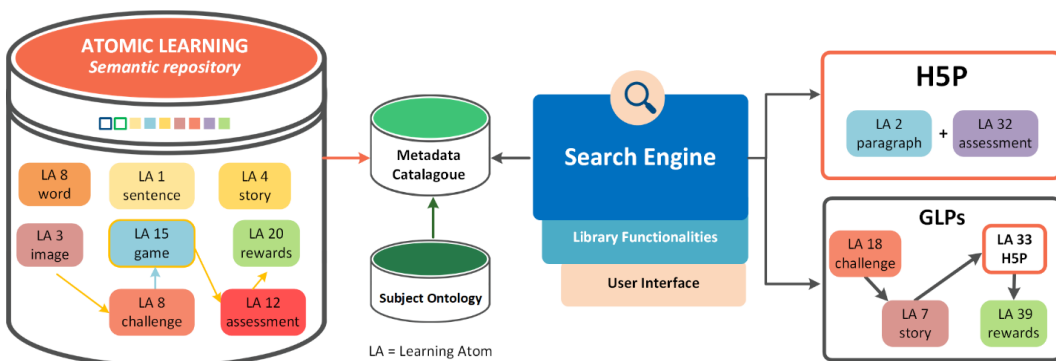 ATOMIC LEARNING
Semantic repository
LA 8
word
LA 1
sentence
LA 4
story
LA 3
image
LA 15
game
LA 20
rewards
LA 8
challenge
LA 12
assessment
Metadata
Catalagoue
Subject Ontology
LA = Learning Atom
Search Engine
Library Functionalities
User Interface
H5P
LA 2
paragraph
+
LA 32
assessment
GLPs
LA 18
challenge
LA 33
H5P
LA 7
story
LA 39
rewards